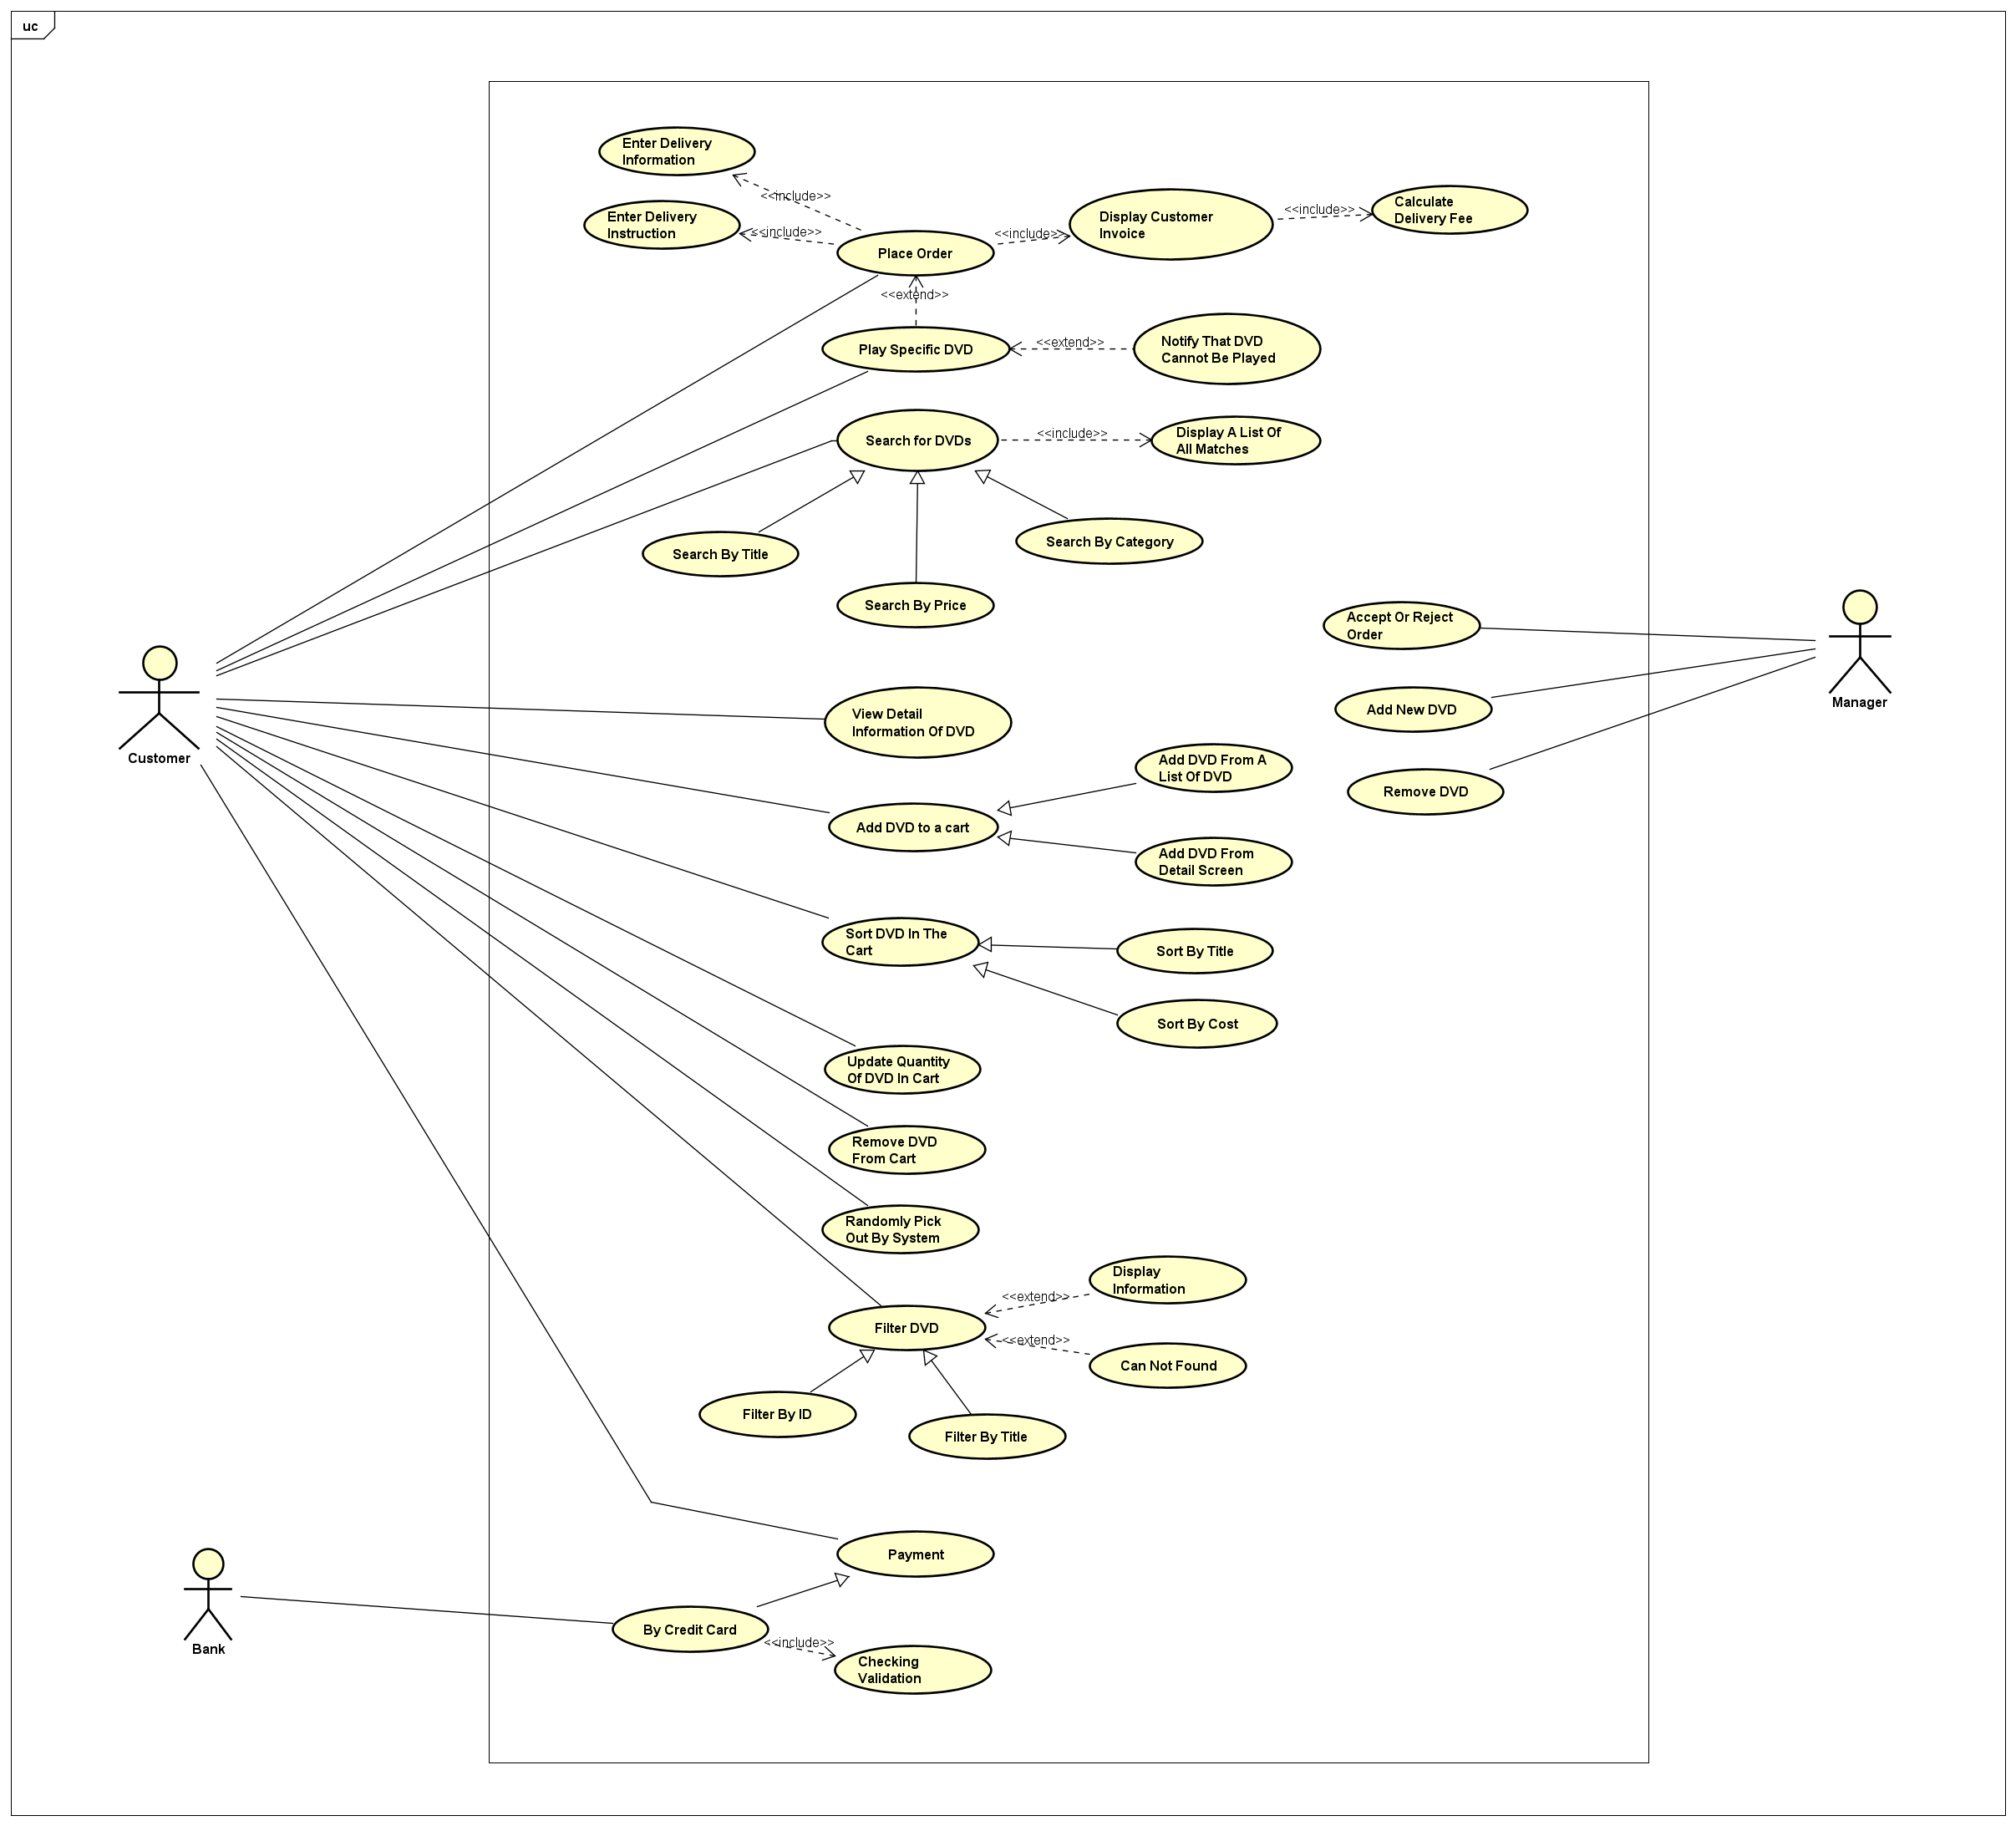 uc
Enter Delivery
Information
<<include>>
Enter Delivery
Instruction
<<include>>
Place Order
<<include>>
Display Customer
Invoice
<<include>>
Calculate
Delivery Fee
<<extend>>
Play Specific DVD
<<extend>>
Notify That DVD
Cannot Be Played
Search for DVDs
<<include>>
Display A List Of
All Matches
Search By Title
Search By Category
Search By Price
Accept Or Reject
Order
Manager
Customer
View Detail
Information Of DVD
Add New DVD
Add DVD From A
List Of DVD
Remove DVD
Add DVD to a cart
Add DVD From
Detail Screen
Sort DVD In The
Cart
Sort By Title
Sort By Cost
Update Quantity
Of DVD In Cart
Remove DVD
From Cart
Randomly Pick
Out By System
Display
Information
<<extend>>
Filter DVD
<<extend>>
Can Not Found
Filter By ID
Filter By Title
Payment
By Credit Card
Bank
<<include>>
Checking
Validation